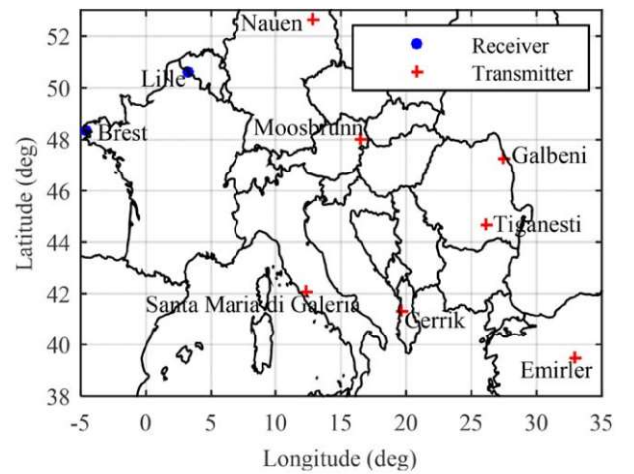 52
50
48
46
44
42
40
38
Latitude (deg)
-5
0
5
10
15
20
25
30
35
Longitude (deg)
Receiver
Transmitter
Nauen
Lille
Brest
Moosbrunn
Galbeni
Tiganesti
Santa Maria di Galeria
Cerrik
Emirler